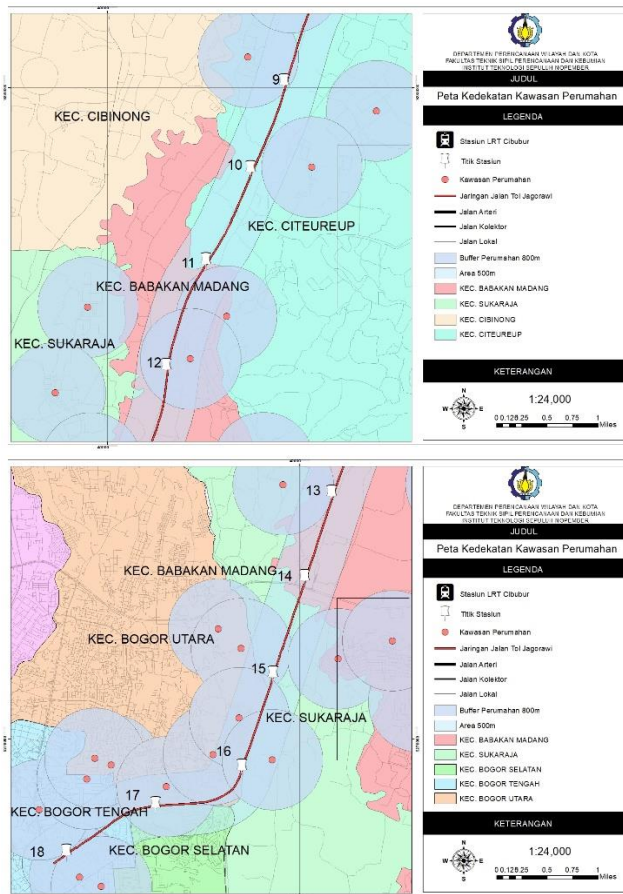 9
KEC. CIBINONG
10
KEC. CITEUREUP
11
KEC. BABAKAN MADANG
KEC. SUKARAJA
12
DEPARTEMEN PERENCANAAN WILAYAH DAN KOTA
FAKULTAS TEKNIK SIPIL PERENCANAAN DAN KEBUMIAN
INSTITUT TEKNOLOGI SEPULUH NOPEMBER
JUDUL
Peta Kedekatan Kawasan Perumahan
LEGENDA
Stasiun LRT Cibubur
Titik Stasiun
Kawasan Perumahan
Jaringan Jalan Tol Jagorawi
Jalan Arteri
Jalan Kolektor
Jalan Lokal
Buffer Perumahan 800m
Area 500m
KEC. BABAKAN MADANG
KEC. SUKARAJA
KEC. CIBINONG
KEC. CITEUREUP
KETERANGAN
N
W E
S
1:24,000
0 0,125 0,25 0.5 0.75 1
Miles
13
KEC. BABAKAN MADANG
14
KEC. BOGOR UTARA
15
KEC. SUKARAJA
16
17
KEC. BOGOR TENGAH
18
KEC. BOGOR SELATAN
DEPARTEMEN PERENCANAAN WILAYAH DAN KOTA
FAKULTAS TEKNIK SIPIL PERENCANAAN DAN KEBUMIAN
INSTITUT TEKNOLOGI SEPULUH NOPEMBER
JUDUL
Peta Kedekatan Kawasan Perumahan
LEGENDA
Stasiun LRT Cibubur
Titik Stasiun
Kawasan Perumahan
Jaringan Jalan Tol Jagorawi
Jalan Arteri
Jalan Kolektor
Jalan Lokal
Buffer Perumahan 800m
Area 500m
KEC. BABAKAN MADANG
KEC. SUKARAJA
KEC. BOGOR SELATAN
KEC. BOGOR TENGAH
KEC. BOGOR UTARA
KETERANGAN
N
W E
S
1:24,000
0 0,125 0,25 0.5 0.75 1
Miles